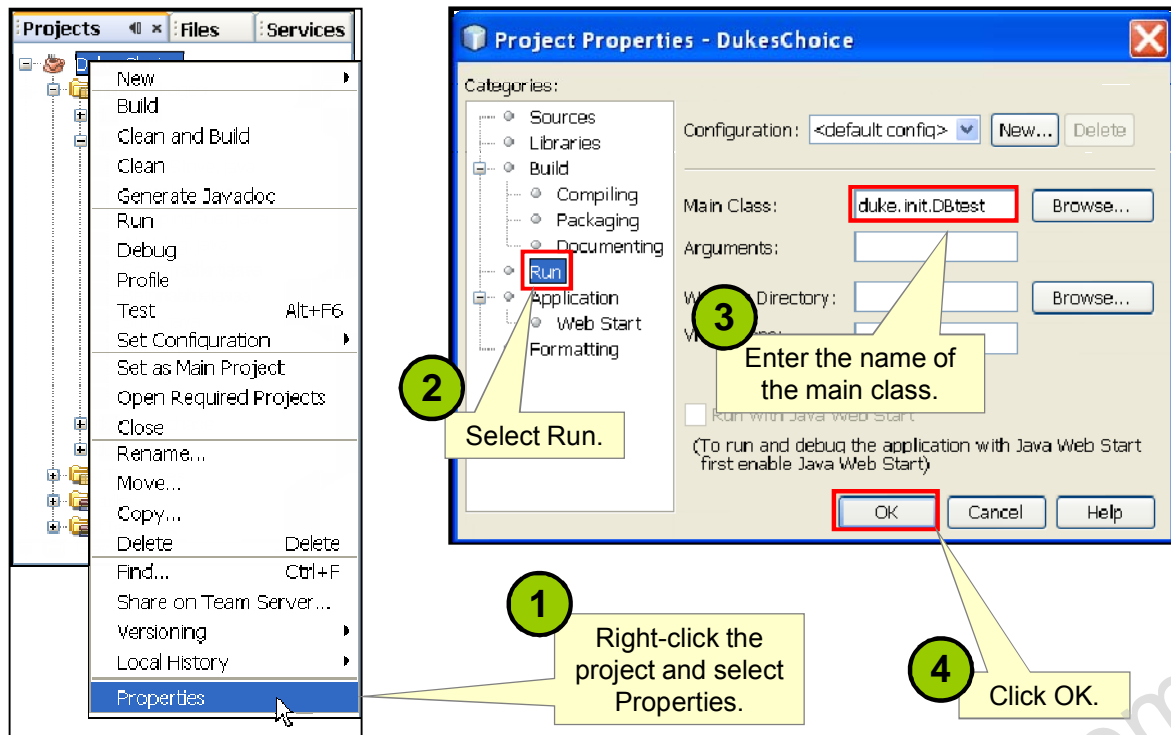 Projects
Files
Services
New
Build
Clean and Build
Clean
Generate Javadoc
Run
Debug
Profile
Test Alt+F6
Set Configuration
Set as Main Project
Open Required Projects
Close
Rename...
Move...
Copy...
Delete Delete
Find... Ctrl+F
Share on Team Server...
Versioning
Local History
Properties
1
Right-click the
project and select
Properties.
Project Properties - DukesChoice
Categories:
Sources
Libraries
Build
Compiling
Packaging
Documenting
Run
Application
Web Start
Formatting
2
Select Run.
Configuration: <default config> New... Delete
Main Class: duke.init.DBtest Browse...
Arguments:
Directory: Browse...
3
Enter the name of
the main class.
Run with Java Web Start
(To run and debug the application with Java Web Start
first enable Java Web Start)
OK Cancel Help
4
Click OK.